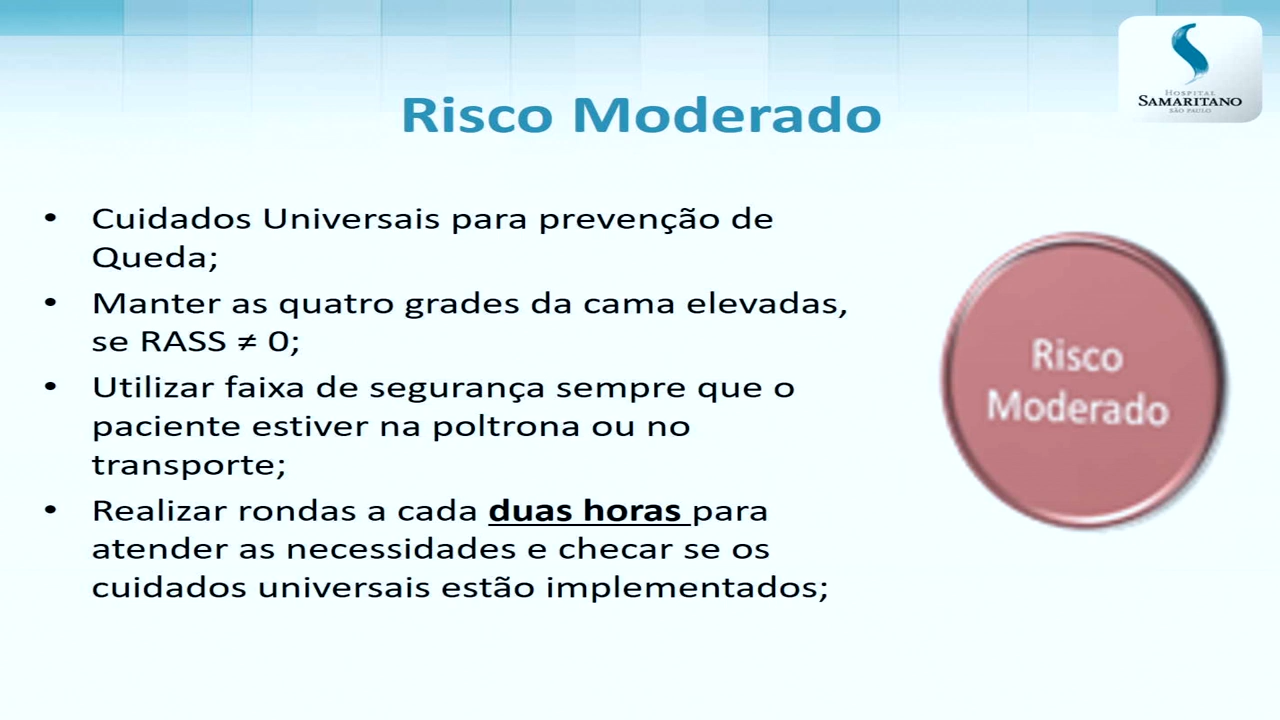 HOSPITAL
SAMARITANO
SÃO PAULO
Risco Moderado
• Cuidados Universais para prevenção de
Queda;
• Manter as quatro grades da cama elevadas,
se RASS ≠ 0;
• Utilizar faixa de segurança sempre que o
paciente estiver na poltrona ou no
transporte;
• Realizar rondas a cada duas horas para
atender as necessidades e checar se os
cuidados universais estão implementados;
Risco
Moderado